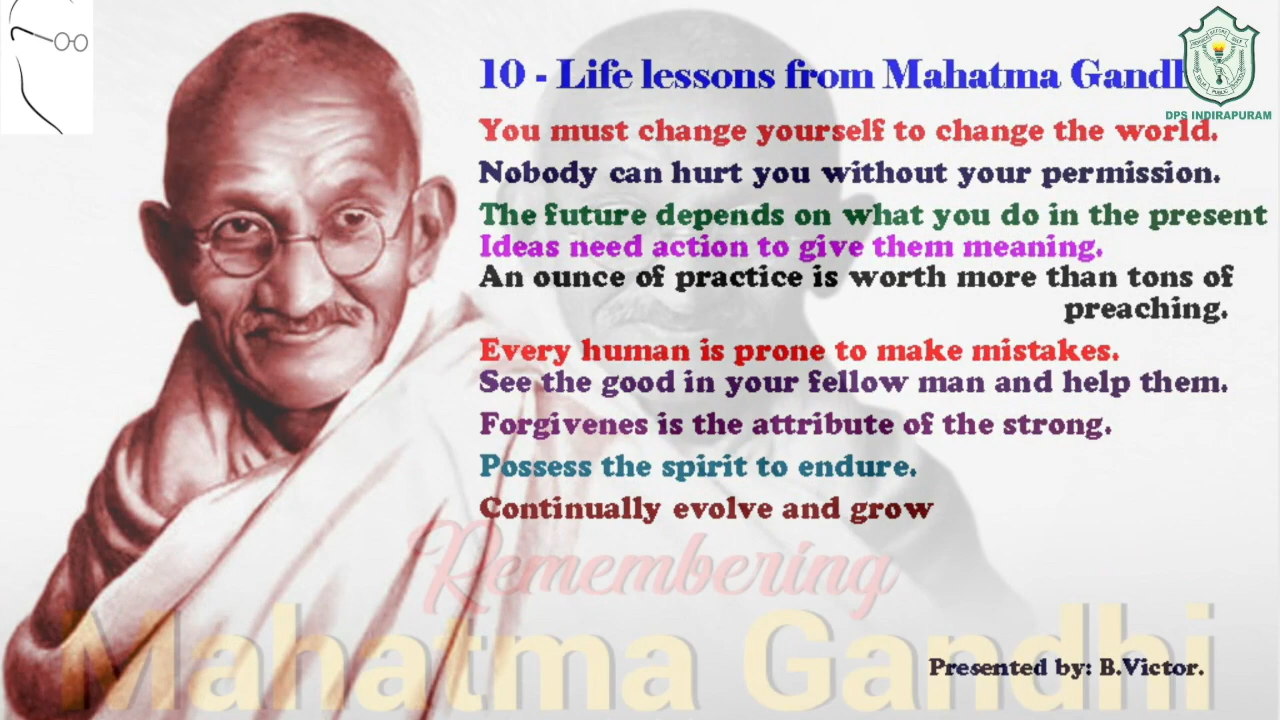 10 - Life lessons from Mahatma Gandh
DPS INDIRAPURAM
You must change yourself to change the world.
Nobody can hurt you without your permission.
The future depends on what you do in the present
Ideas need action to give them meaning.
An ounce of practice is worth more than tons of
preaching.
Every human is prone to make mistakes.
See the good in your fellow man and help them.
Forgivenes is the attribute of the strong.
Possess the spirit to endure.
Continually evolve and grow
Remembering
Mahatma Gandhi
Presented by: B.Victor.